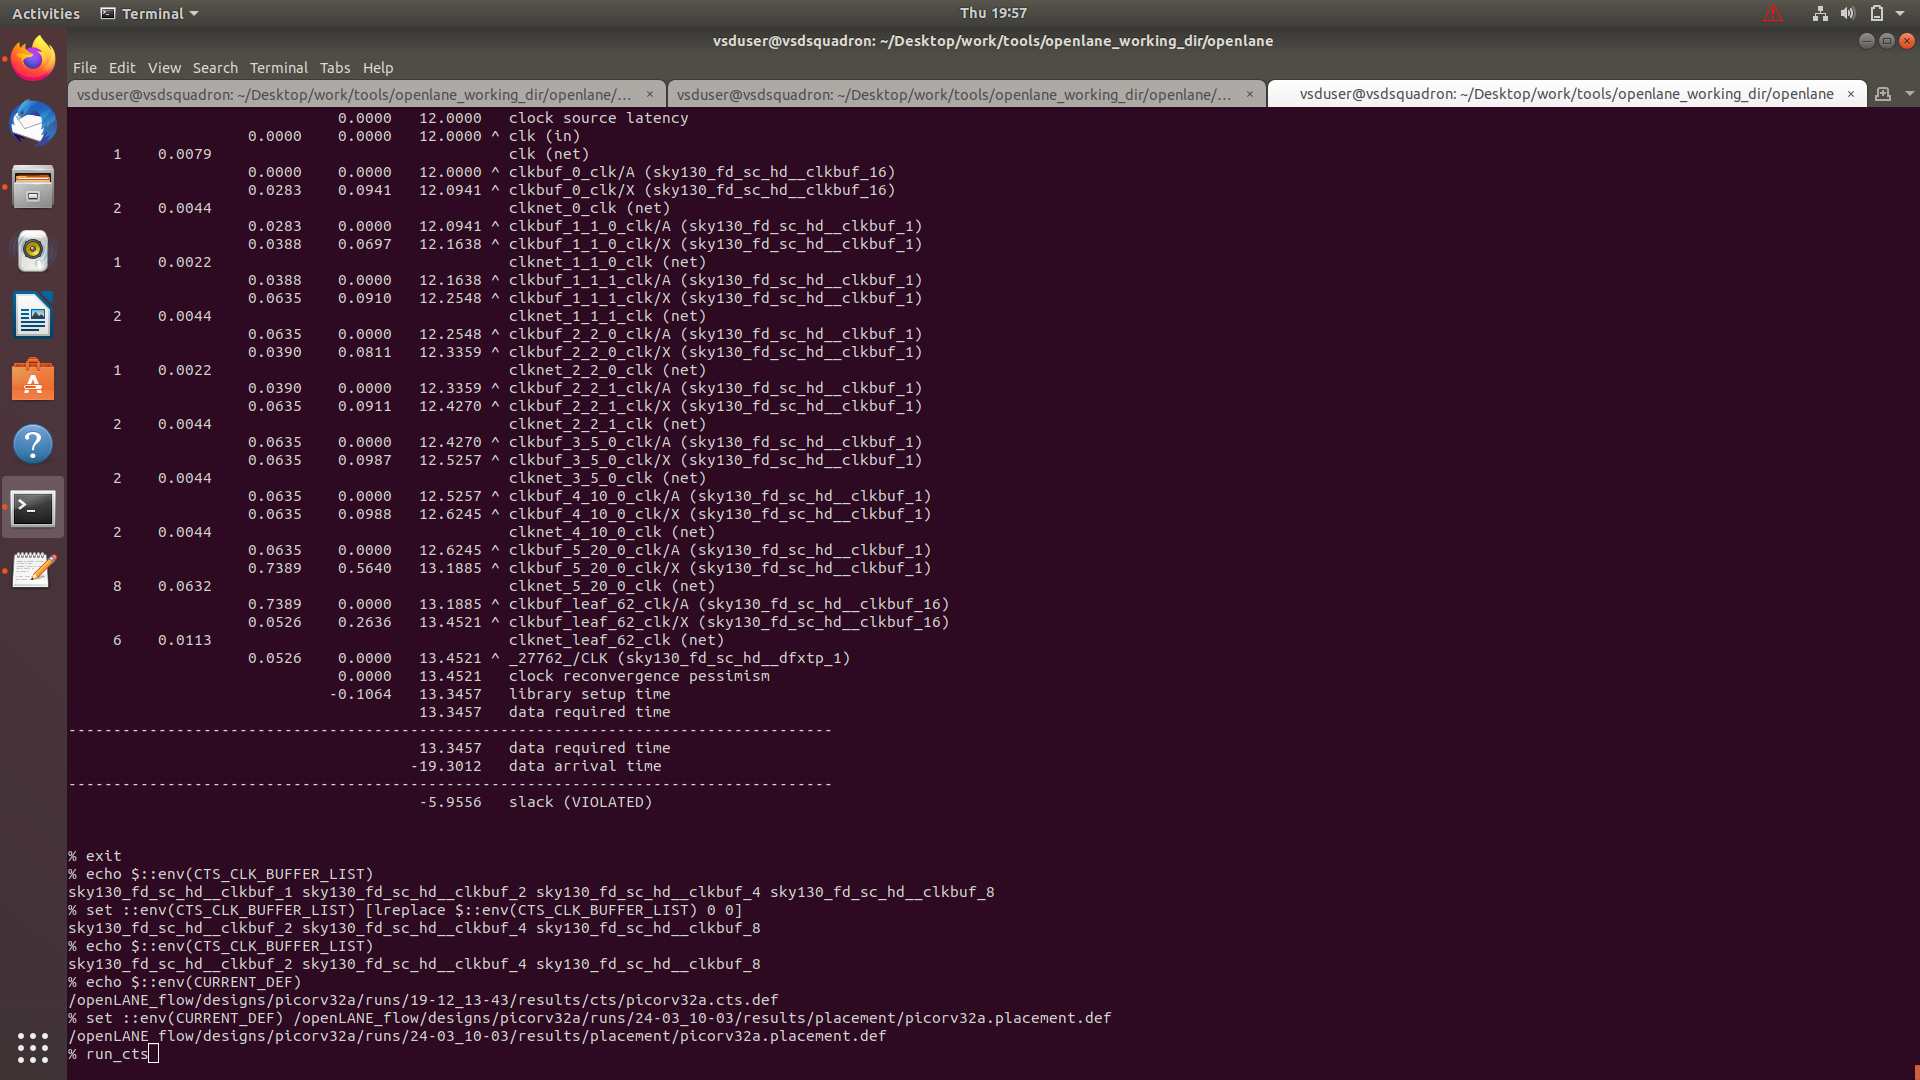 Activities Terminal Thu 19:57
vsduser@vsdsquadron: ~/Desktop/work/tools/openlane_working_dir/openlane
File Edit View Search Terminal Tabs Help
vsduser@vsdsquadron: ~/Desktop/work/tools/openlane_working_dir/openlane/... × vsduser@vsdsquadron: ~/Desktop/work/tools/openlane_working_dir/openlane/... × vsduser@vsdsquadron: ~/Desktop/work/tools/openlane_working_dir/openlane ×
0.0000 12.0000 clock source latency
0.0000 0.0000 12.0000 ^ clk (in)
1 0.0079 clk (net)
0.0000 0.0000 12.0000 ^ clkbuf_0_clk/A (sky130_fd_sc_hd__clkbuf_16)
0.0283 0.0941 12.0941 ^ clkbuf_0_clk/X (sky130_fd_sc_hd__clkbuf_16)
2 0.0044 clknet_0_clk (net)
0.0283 0.0000 12.0941 ^ clkbuf_1_1_0_clk/A (sky130_fd_sc_hd__clkbuf_1)
0.0388 0.0697 12.1638 ^ clkbuf_1_1_0_clk/X (sky130_fd_sc_hd__clkbuf_1)
1 0.0022 clknet_1_1_0_clk (net)
0.0388 0.0000 12.1638 ^ clkbuf_1_1_1_clk/A (sky130_fd_sc_hd__clkbuf_1)
0.0635 0.0910 12.2548 ^ clkbuf_1_1_1_clk/X (sky130_fd_sc_hd__clkbuf_1)
2 0.0044 clknet_1_1_1_clk (net)
0.0635 0.0000 12.2548 ^ clkbuf_2_2_0_clk/A (sky130_fd_sc_hd__clkbuf_1)
0.0390 0.0811 12.3359 ^ clkbuf_2_2_0_clk/X (sky130_fd_sc_hd__clkbuf_1)
1 0.0022 clknet_2_2_0_clk (net)
0.0390 0.0000 12.3359 ^ clkbuf_2_2_1_clk/A (sky130_fd_sc_hd__clkbuf_1)
0.0635 0.0911 12.4270 ^ clkbuf_2_2_1_clk/X (sky130_fd_sc_hd__clkbuf_1)
2 0.0044 clknet_2_2_1_clk (net)
0.0635 0.0000 12.4270 ^ clkbuf_3_5_0_clk/A (sky130_fd_sc_hd__clkbuf_1)
0.0635 0.0987 12.5257 ^ clkbuf_3_5_0_clk/X (sky130_fd_sc_hd__clkbuf_1)
2 0.0044 clknet_3_5_0_clk (net)
0.0635 0.0000 12.5257 ^ clkbuf_4_10_0_clk/A (sky130_fd_sc_hd__clkbuf_1)
0.0635 0.0988 12.6245 ^ clkbuf_4_10_0_clk/X (sky130_fd_sc_hd__clkbuf_1)
2 0.0044 clknet_4_10_0_clk (net)
0.0635 0.0000 12.6245 ^ clkbuf_5_20_0_clk/A (sky130_fd_sc_hd__clkbuf_1)
0.7389 0.5640 13.1885 ^ clkbuf_5_20_0_clk/X (sky130_fd_sc_hd__clkbuf_1)
8 0.0632 clknet_5_20_0_clk (net)
0.7389 0.0000 13.1885 ^ clkbuf_leaf_62_clk/A (sky130_fd_sc_hd__clkbuf_16)
0.0526 0.2636 13.4521 ^ clkbuf_leaf_62_clk/X (sky130_fd_sc_hd__clkbuf_16)
6 0.0113 clknet_leaf_62_clk (net)
0.0526 0.0000 13.4521 ^ _27762_/CLK (sky130_fd_sc_hd__dfxtp_1)
0.0000 13.4521 clock reconvergence pessimism
-0.1064 13.3457 library setup time
13.3457 data required time
-------------------------------------------------------------------------------------
13.3457 data required time
-19.3012 data arrival time
-------------------------------------------------------------------------------------
-5.9556 slack (VIOLATED)
% exit
% echo $::env(CTS_CLK_BUFFER_LIST)
sky130_fd_sc_hd__clkbuf_1 sky130_fd_sc_hd__clkbuf_2 sky130_fd_sc_hd__clkbuf_4 sky130_fd_sc_hd__clkbuf_8
% set ::env(CTS_CLK_BUFFER_LIST) [lreplace $::env(CTS_CLK_BUFFER_LIST) 0 0]
sky130_fd_sc_hd__clkbuf_2 sky130_fd_sc_hd__clkbuf_4 sky130_fd_sc_hd__clkbuf_8
% echo $::env(CTS_CLK_BUFFER_LIST)
sky130_fd_sc_hd__clkbuf_2 sky130_fd_sc_hd__clkbuf_4 sky130_fd_sc_hd__clkbuf_8
% echo $::env(CURRENT_DEF)
/openLANE_flow/designs/picorv32a/runs/19-12_13-43/results/cts/picorv32a.cts.def
% set ::env(CURRENT_DEF) /openLANE_flow/designs/picorv32a/runs/24-03_10-03/results/placement/picorv32a.placement.def
/openLANE_flow/designs/picorv32a/runs/24-03_10-03/results/placement/picorv32a.placement.def
% run_cts